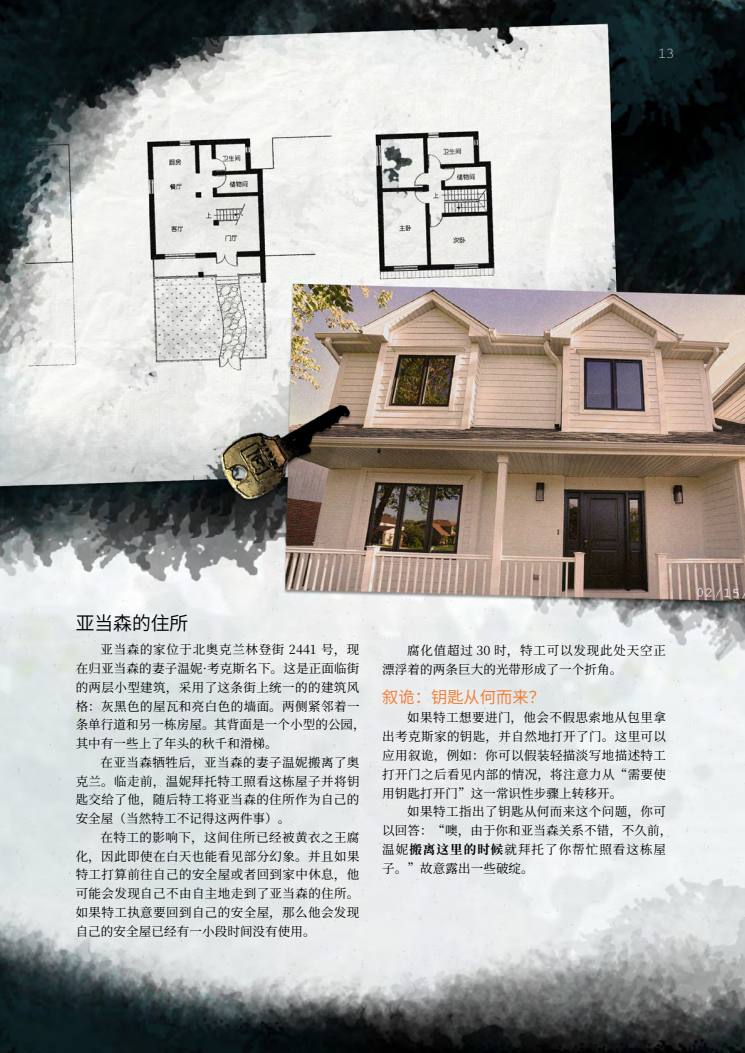 13
厨房
卫生间
餐厅
储物间
上
客厅
门厅
卫生间
储物间
上
主卧
次卧
02/15/
亚当森的住所
亚当森的家位于北奥克兰林登街 2441 号，现
在归亚当森的妻子温妮·考克斯名下。这是正面临街
的两层小型建筑，采用了这条街上统一的的建筑风
格：灰黑色的屋瓦和亮白色的墙面。两侧紧邻着一
条单行道和另一栋房屋。其背面是一个小型的公园，
其中有一些上了年头的秋千和滑梯。
在亚当森牺牲后，亚当森的妻子温妮搬离了奥
克兰。临走前，温妮拜托特工照看这栋屋子并将钥
匙交给了他，随后特工将亚当森的住所作为自己的
安全屋（当然特工不记得这两件事）。
在特工的影响下，这间住所已经被黄衣之王腐
化，因此即使在白天也能看见部分幻象。并且如果
特工打算前往自己的安全屋或者回到家中休息，他
可能会发现自己不由自主地走到了亚当森的住所。
如果特工执意要回到自己的安全屋，那么他会发现
自己的安全屋已经有一小段时间没有使用。
腐化值超过 30 时，特工可以发现此处天空正
漂浮着的两条巨大的光带形成了一个折角。
叙诡：钥匙从何而来？
如果特工想要进门，他会不假思索地从包里拿
出考克斯家的钥匙，并自然地打开了门。这里可以
应用叙诡，例如：你可以假装轻描淡写地描述特工
打开门之后看见内部的情况，将注意力从“需要使
用钥匙打开门”这一常识性步骤上转移开。
如果特工指出了钥匙从何而来这个问题，你可
以回答：“噢，由于你和亚当森关系不错，不久前，
温妮搬离这里的时候就拜托了你帮忙照看这栋屋
子。”故意露出一些破绽。